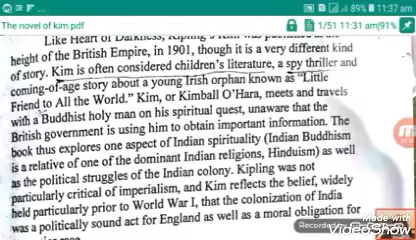 89% 11:37 am
The novel of kim.pdf
1/51 11:31 am|91%
Like Heart of Darkness, Kipling's Kim was published at the
height of the British Empire, in 1901, though it is a very different kind
of story. Kim is often considered children's literature, a spy thriller and
coming-of-age story about a young Irish orphan known as "Little
Friend to All the World." Kim, or Kimball O'Hara, meets and travels
with a Buddhist holy man on his spiritual quest, unaware that the
British government is using him to obtain important information. The
book thus explores one aspect of Indian spirituality (Indian Buddhism
is a relative of one of the dominant Indian religions, Hinduism) as well
as the political struggles of the Indian colony. Kipling was not
particularly critical of imperialism, and Kim reflects the belief, widely
held particularly prior to World War I, that the colonization of India
was a politically sound act for England as well as a moral obligation for
Made with
VideoShow